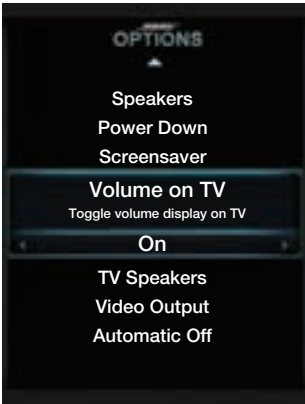 OPTIONS
Speakers
Power Down
Screensaver
Volume on TV
Toggle volume display on TV
On
TV Speakers
Video Output
Automatic Off